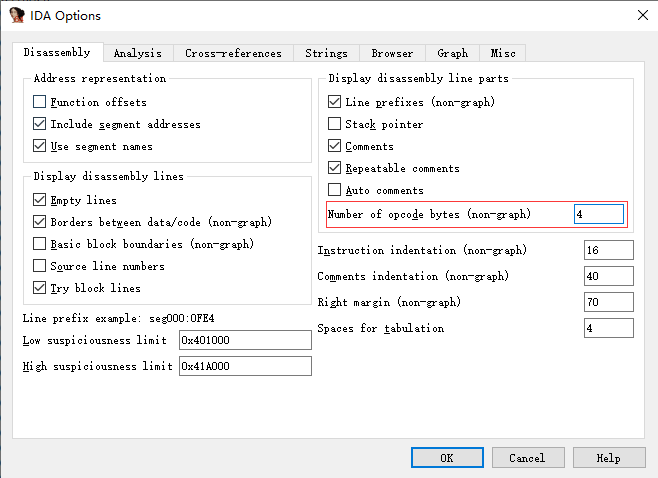 IDA Options
Disassembly Analysis Cross-references Strings Browser Graph Misc
Address representation
Function offsets
Include segment addresses
Use segment names
Display disassembly lines
Empty lines
Borders between data/code (non-graph)
Basic block boundaries (non-graph)
Source line numbers
Try block lines
Line prefix example: seg000:0FE4
Low suspiciousness limit 0x401000
High suspiciousness limit 0x41A000
Display disassembly line parts
Line prefixes (non-graph)
Stack pointer
Comments
Repeatable comments
Auto comments
Number of opcode bytes (non-graph) 4
Instruction indentation (non-graph) 16
Comments indentation (non-graph) 40
Right margin (non-graph) 70
Spaces for tabulation 4
OK Cancel Help